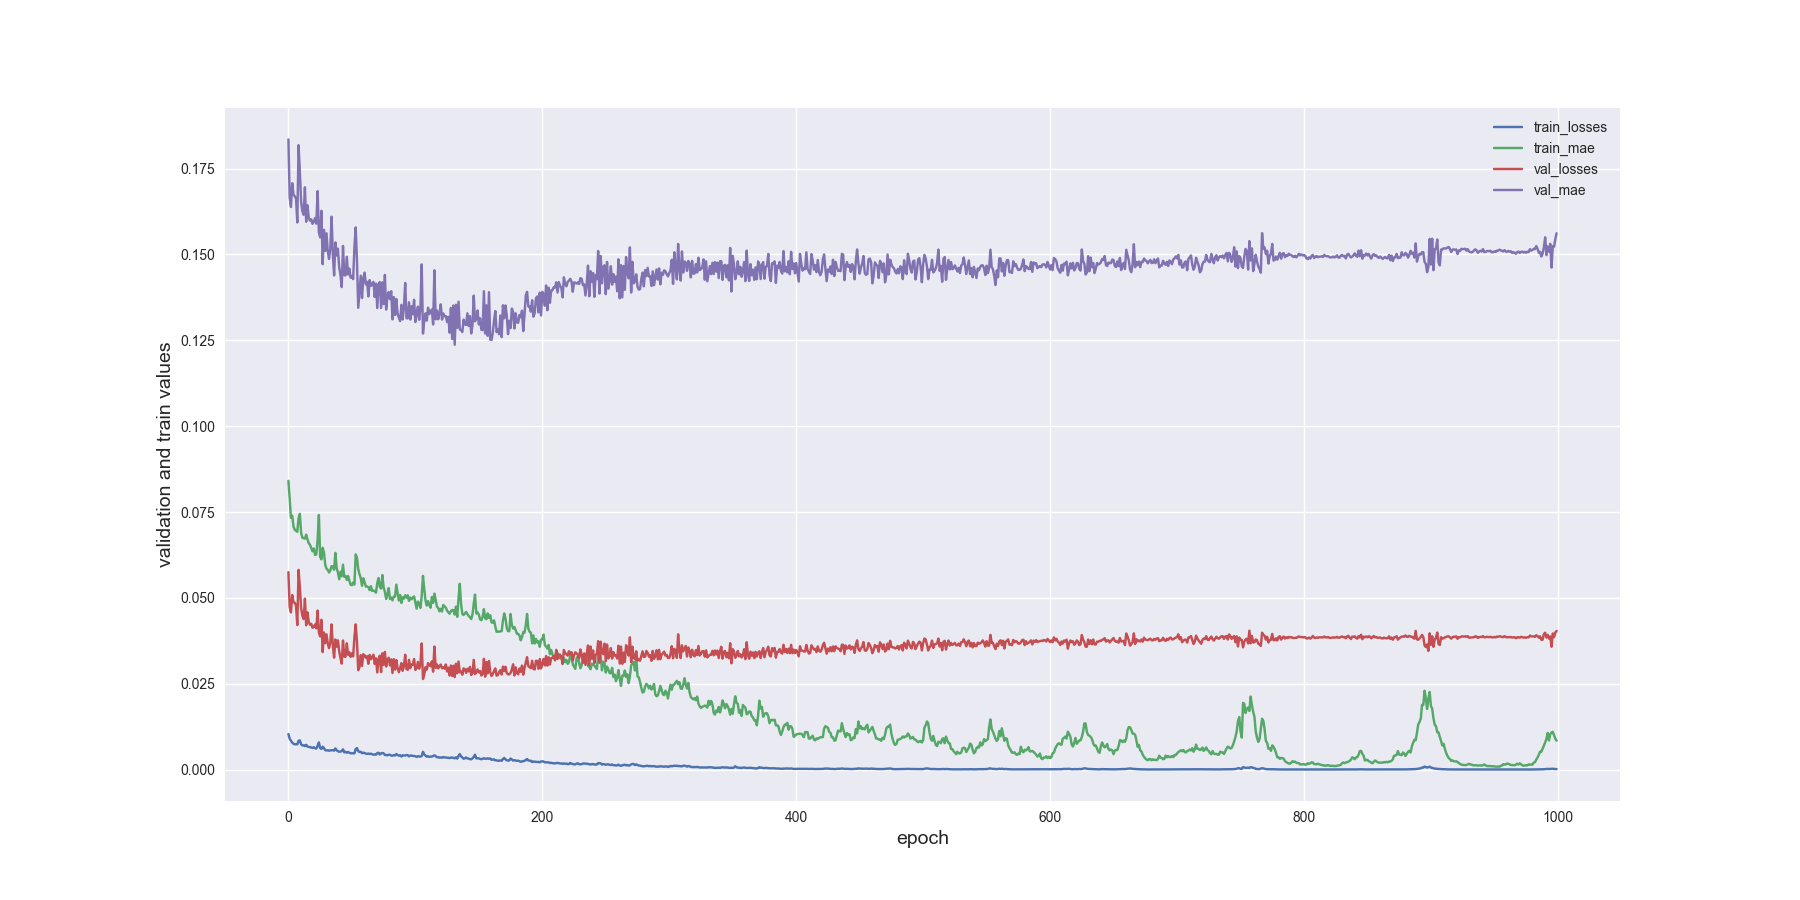 train_losses
train_mae
val_losses
val_mae
0.175
0.150
0.125
0.100
0.075
0.050
0.025
0.000
validation and train values
0 200 400 600 800 1000
epoch